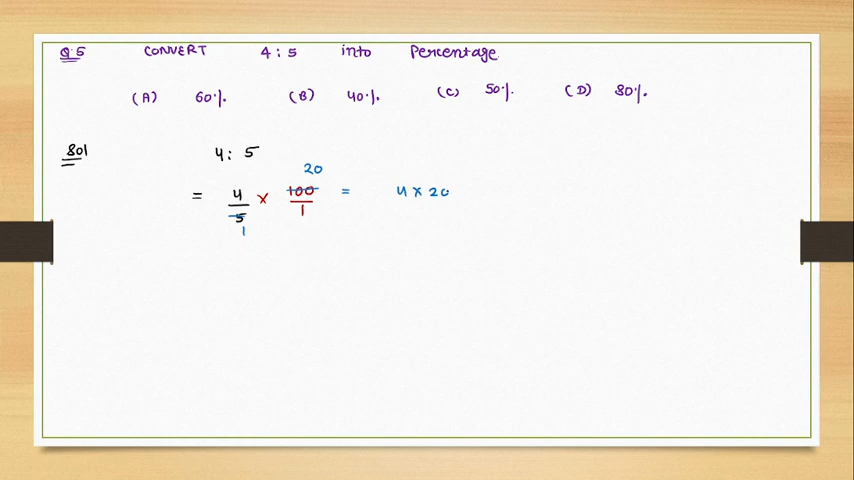 Q.5 CONVERT 4 : 5 into Percentage.
(A) 60%. (B) 40%. (C) 50%. (D) 80%.
Sol 4 : 5
20
= 4 × 100 = 4 × 20
5 1
1